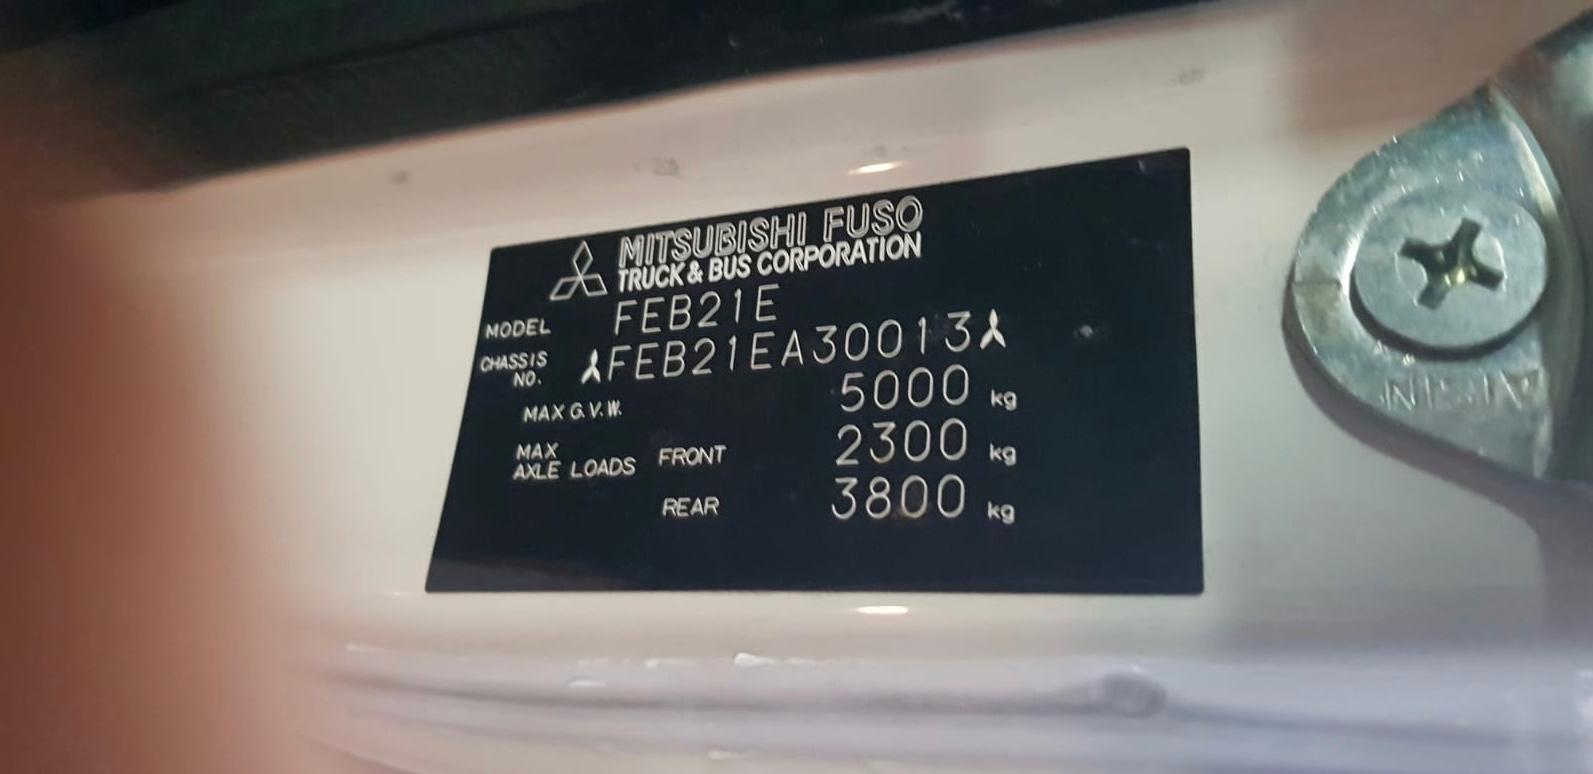 MITSUBISHI FUSO
TRUCK & BUS CORPORATION
MODEL FEB21E
CHASSIS NO. FEB21EA30013
MAX G.V.W. 5000 kg
MAX AXLE LOADS FRONT 2300 kg
REAR 3800 kg